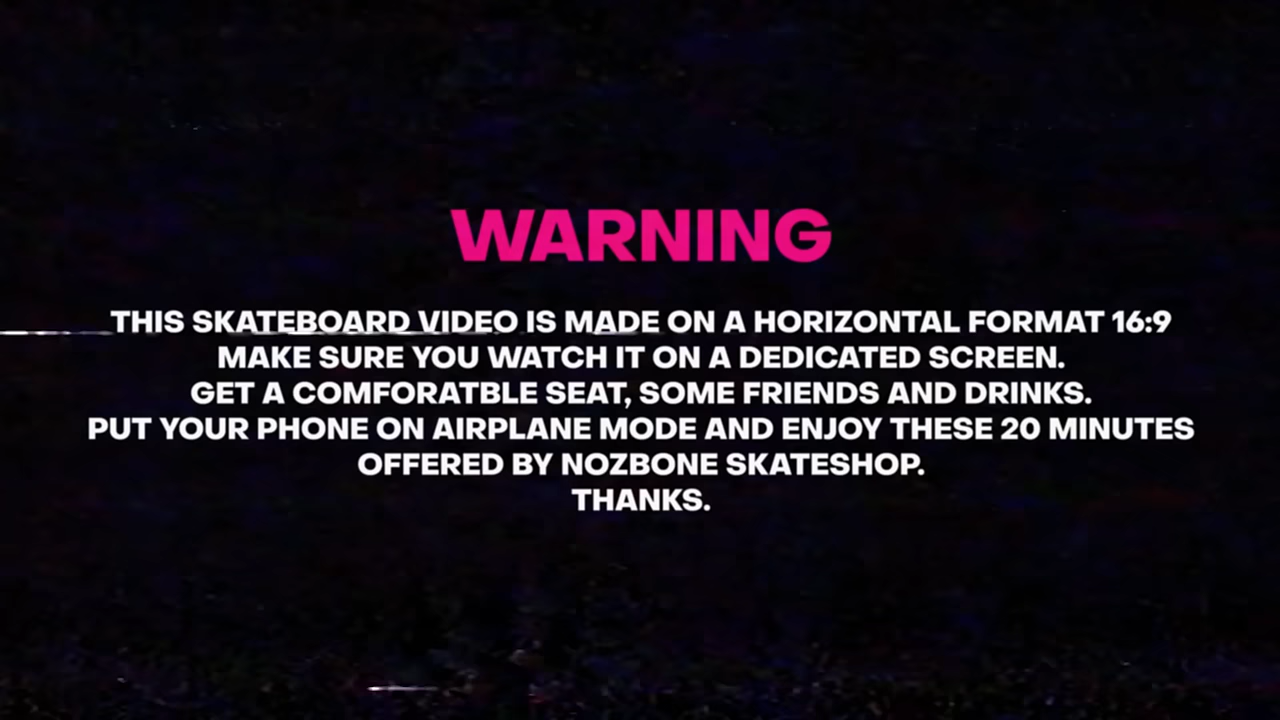 WARNING
THIS SKATEBOARD VIDEO IS MADE ON A HORIZONTAL FORMAT 16:9
MAKE SURE YOU WATCH IT ON A DEDICATED SCREEN.
GET A COMFORATBLE SEAT, SOME FRIENDS AND DRINKS.
PUT YOUR PHONE ON AIRPLANE MODE AND ENJOY THESE 20 MINUTES
OFFERED BY NOZBONE SKATESHOP.
THANKS.